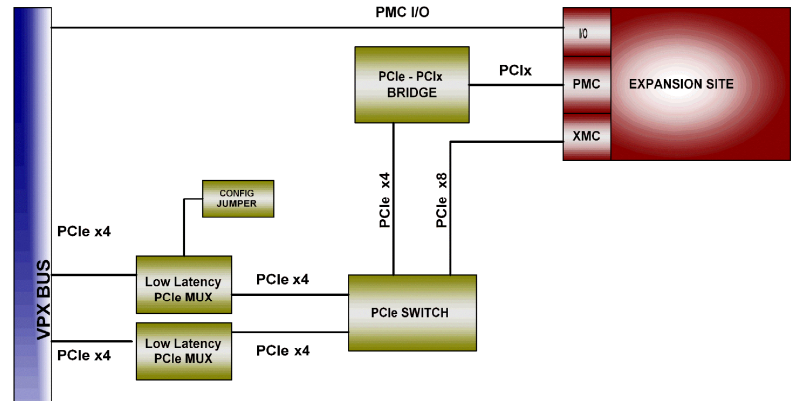 PMC I/O
I/O
PCIe - PCIx
BRIDGE
PCIx
PMC
EXPANSION SITE
XMC
PCIe x4
PCIe x8
CONFIG
JUMPER
PCIe x4
VPX BUS
Low Latency
PCIe MUX
PCIe x4
PCIe SWITCH
PCIe x4
Low Latency
PCIe MUX
PCIe x4